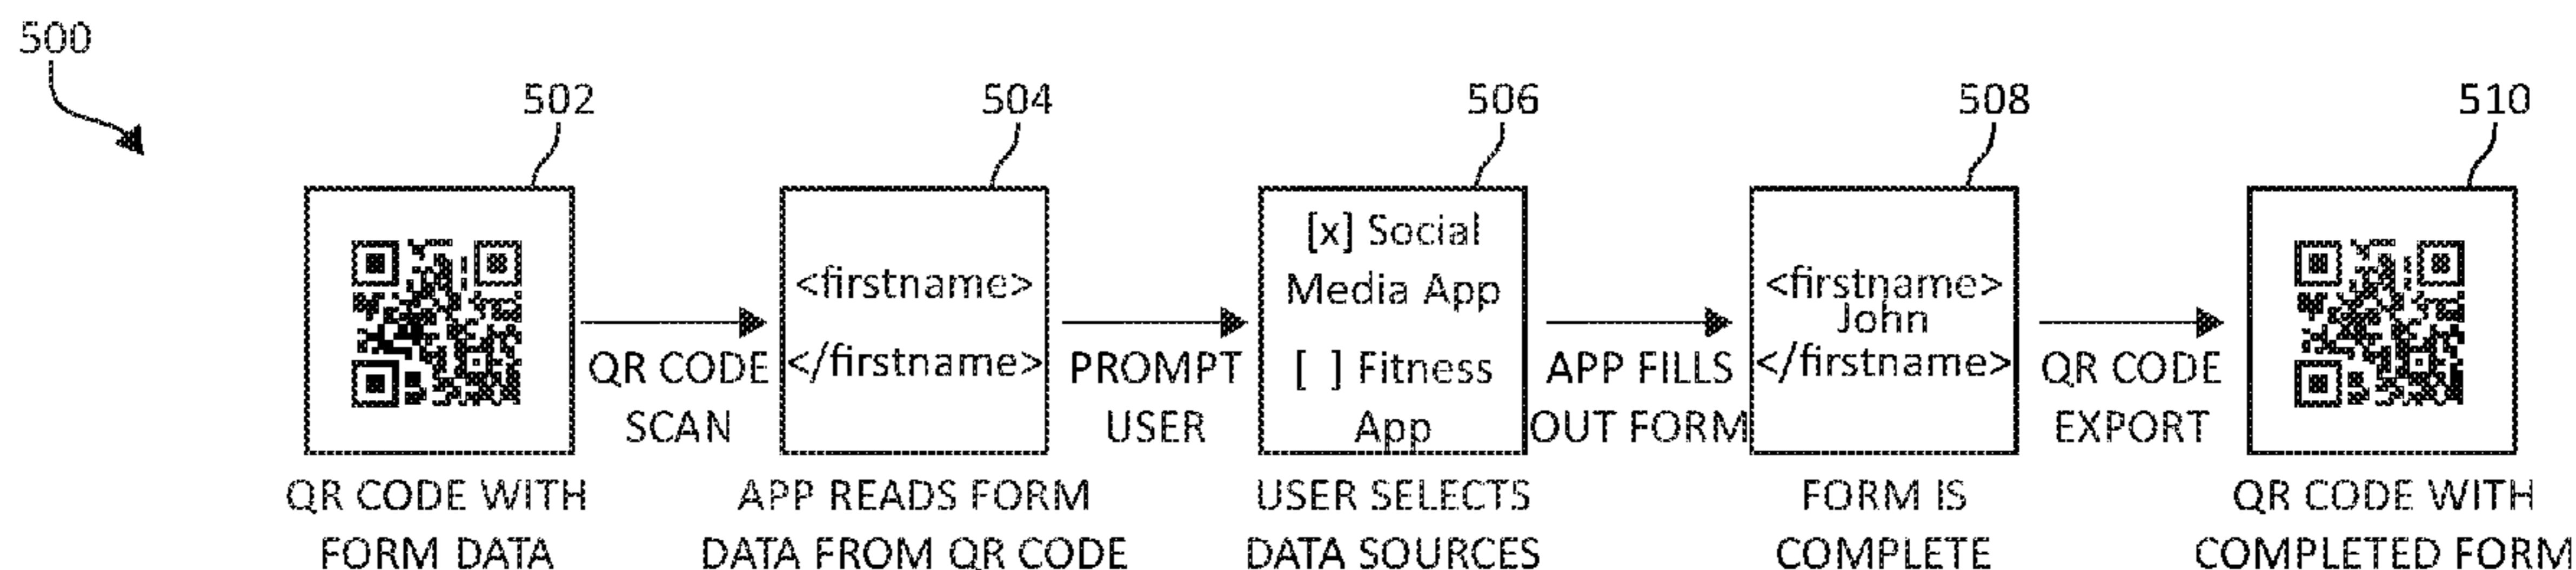 500
502
504
506
508
510
[x] Social
Media App
[ ] Fitness
App
<firstname>
</firstname>
<firstname>
John
</firstname>
QR CODE
SCAN
PROMPT
USER
APP FILLS
OUT FORM
QR CODE
EXPORT
QR CODE WITH
FORM DATA
APP READS FORM
DATA FROM QR CODE
USER SELECTS
DATA SOURCES
FORM IS
COMPLETE
QR CODE WITH
COMPLETED FORM